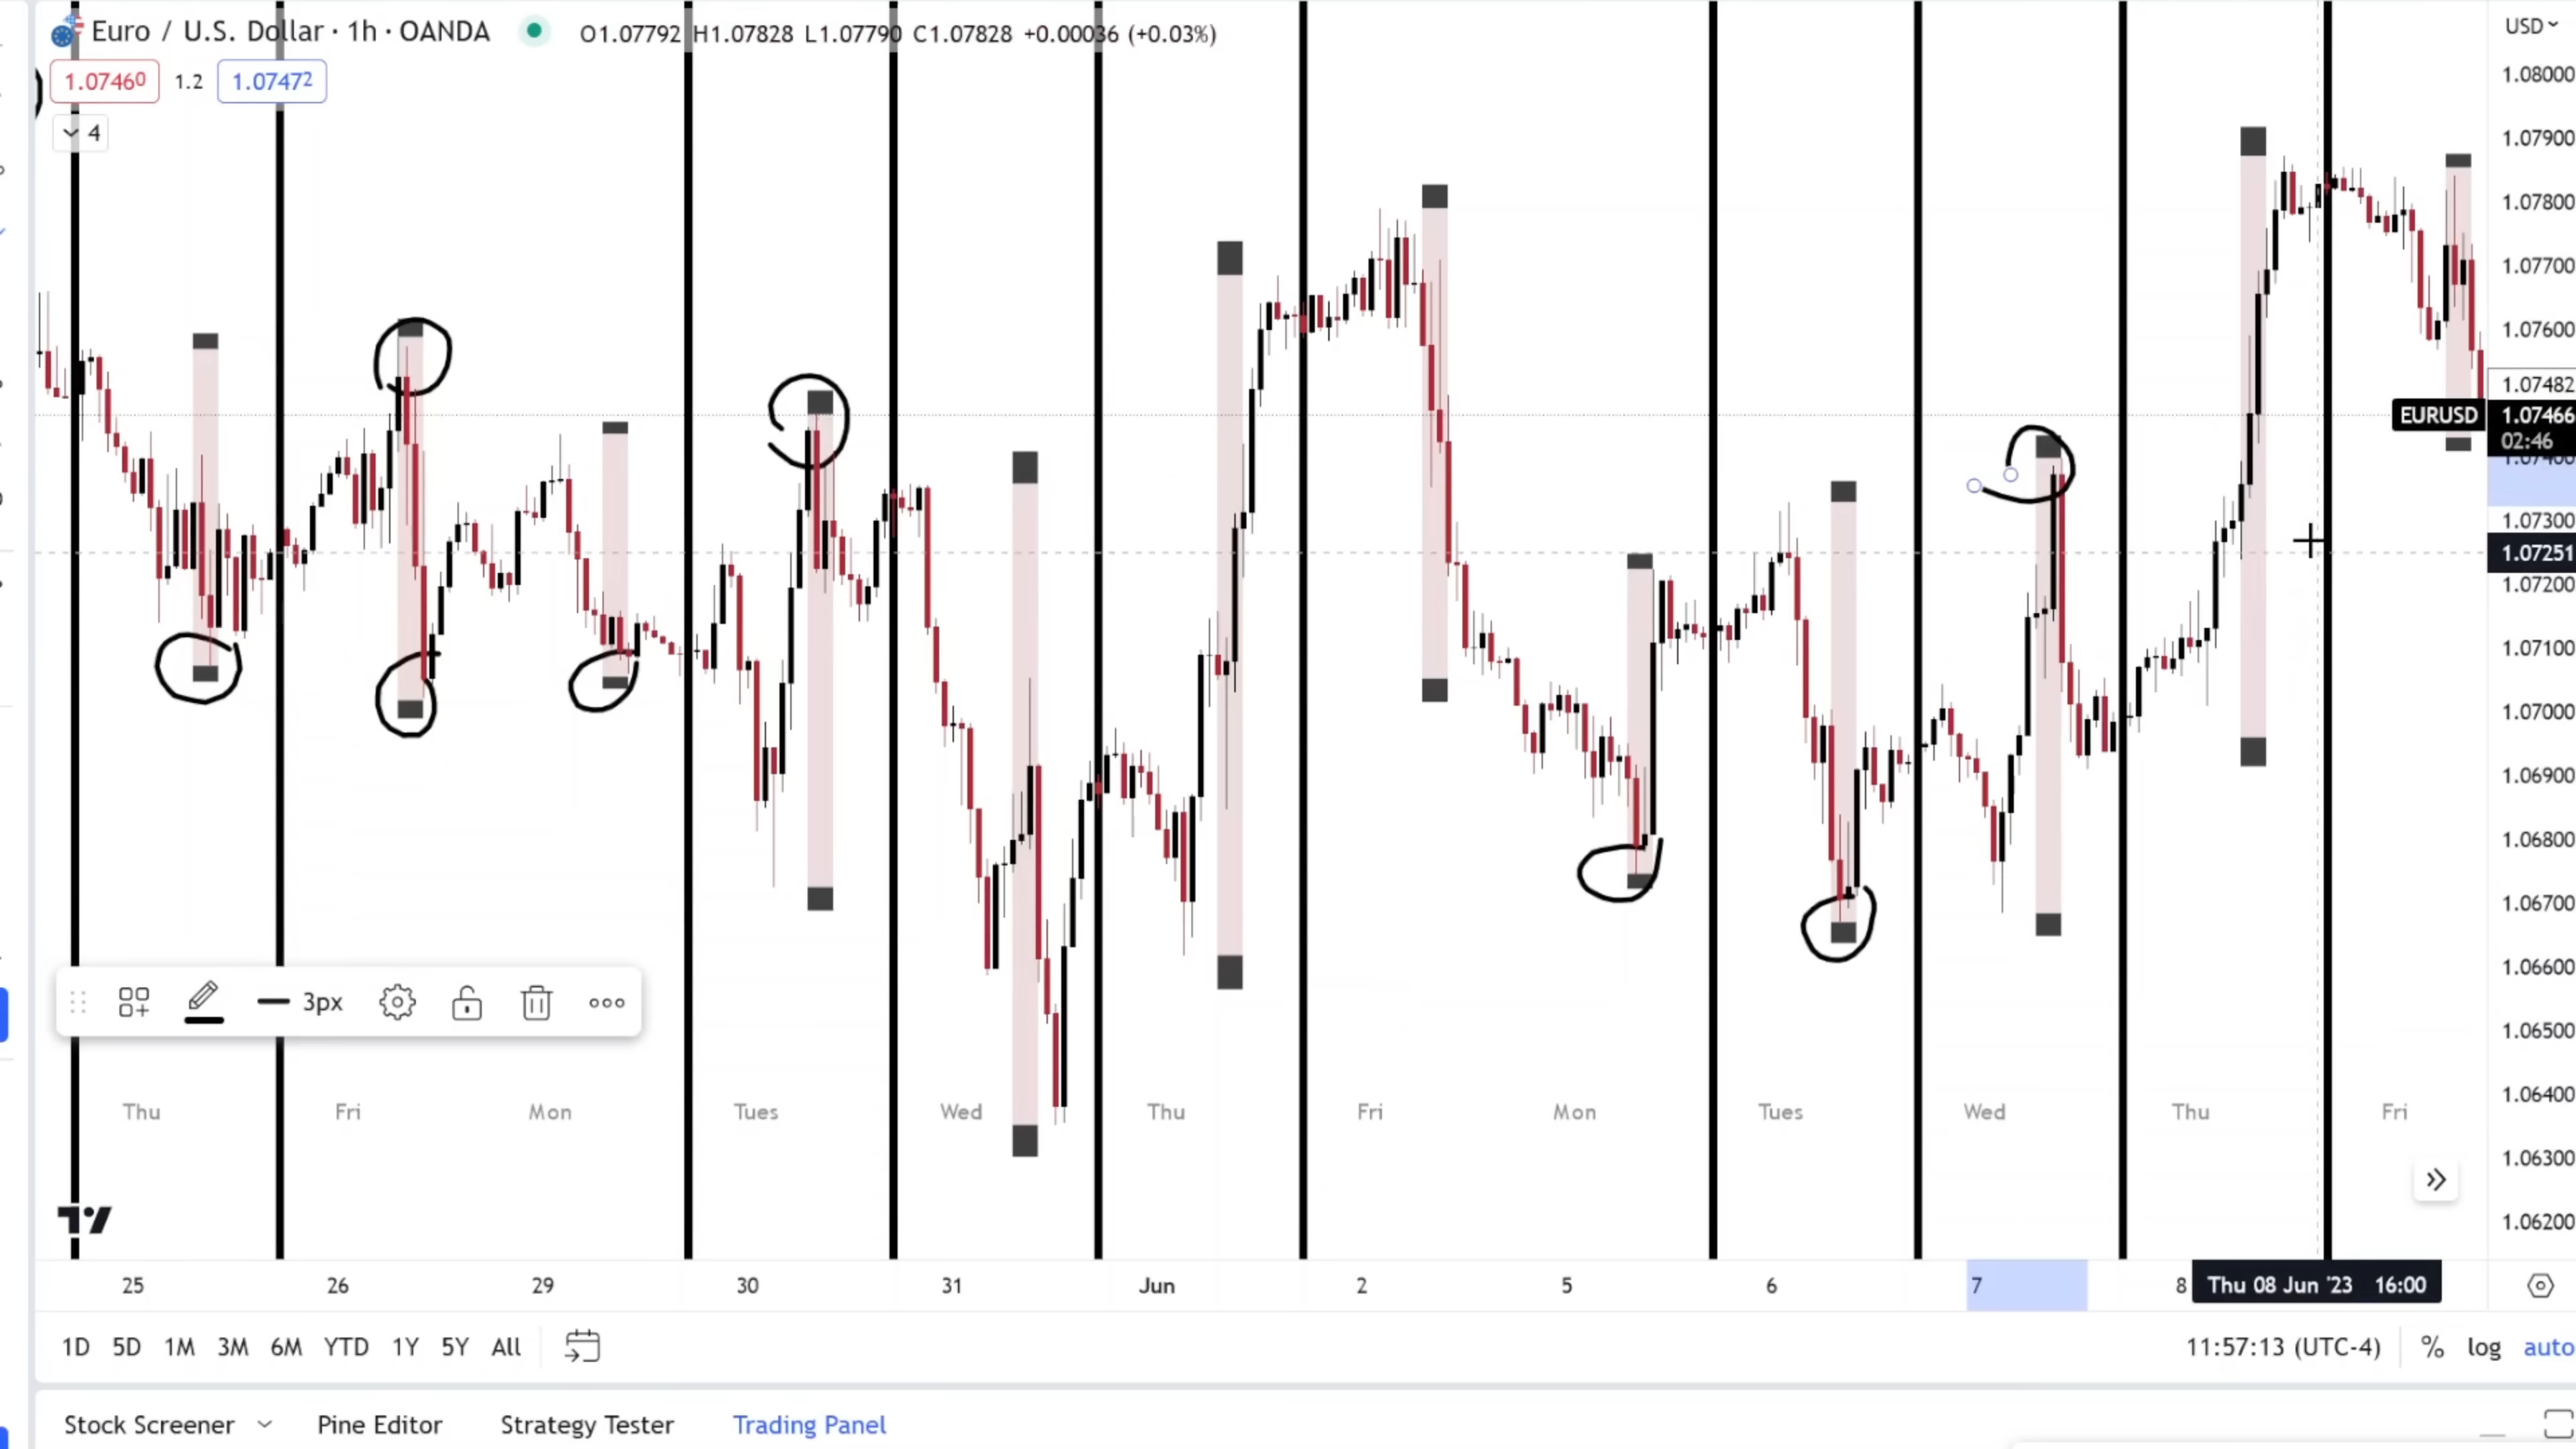 Euro / U.S. Dollar · 1h · OANDA O1.07792 H1.07828 L1.07790 C1.07828 +0.00036 (+0.03%) USD
1.07460 1.2 1.07472
4
1.08000
1.07900
1.07800
1.07700
1.07600
1.07482
EURUSD 1.07466
02:46
1.07400
1.07300
1.07251
1.07200
1.07100
1.07000
1.06900
1.06800
1.06700
1.06600
3px
1.06500
1.06400
Thu Fri Mon Tues Wed Thu Fri Mon Tues Wed Thu Fri
1.06300
1.06200
25 26 29 30 31 Jun 2 5 6 7 8 Thu 08 Jun '23 16:00
1D 5D 1M 3M 6M YTD 1Y 5Y All 11:57:13 (UTC-4) % log auto
Stock Screener Pine Editor Strategy Tester Trading Panel